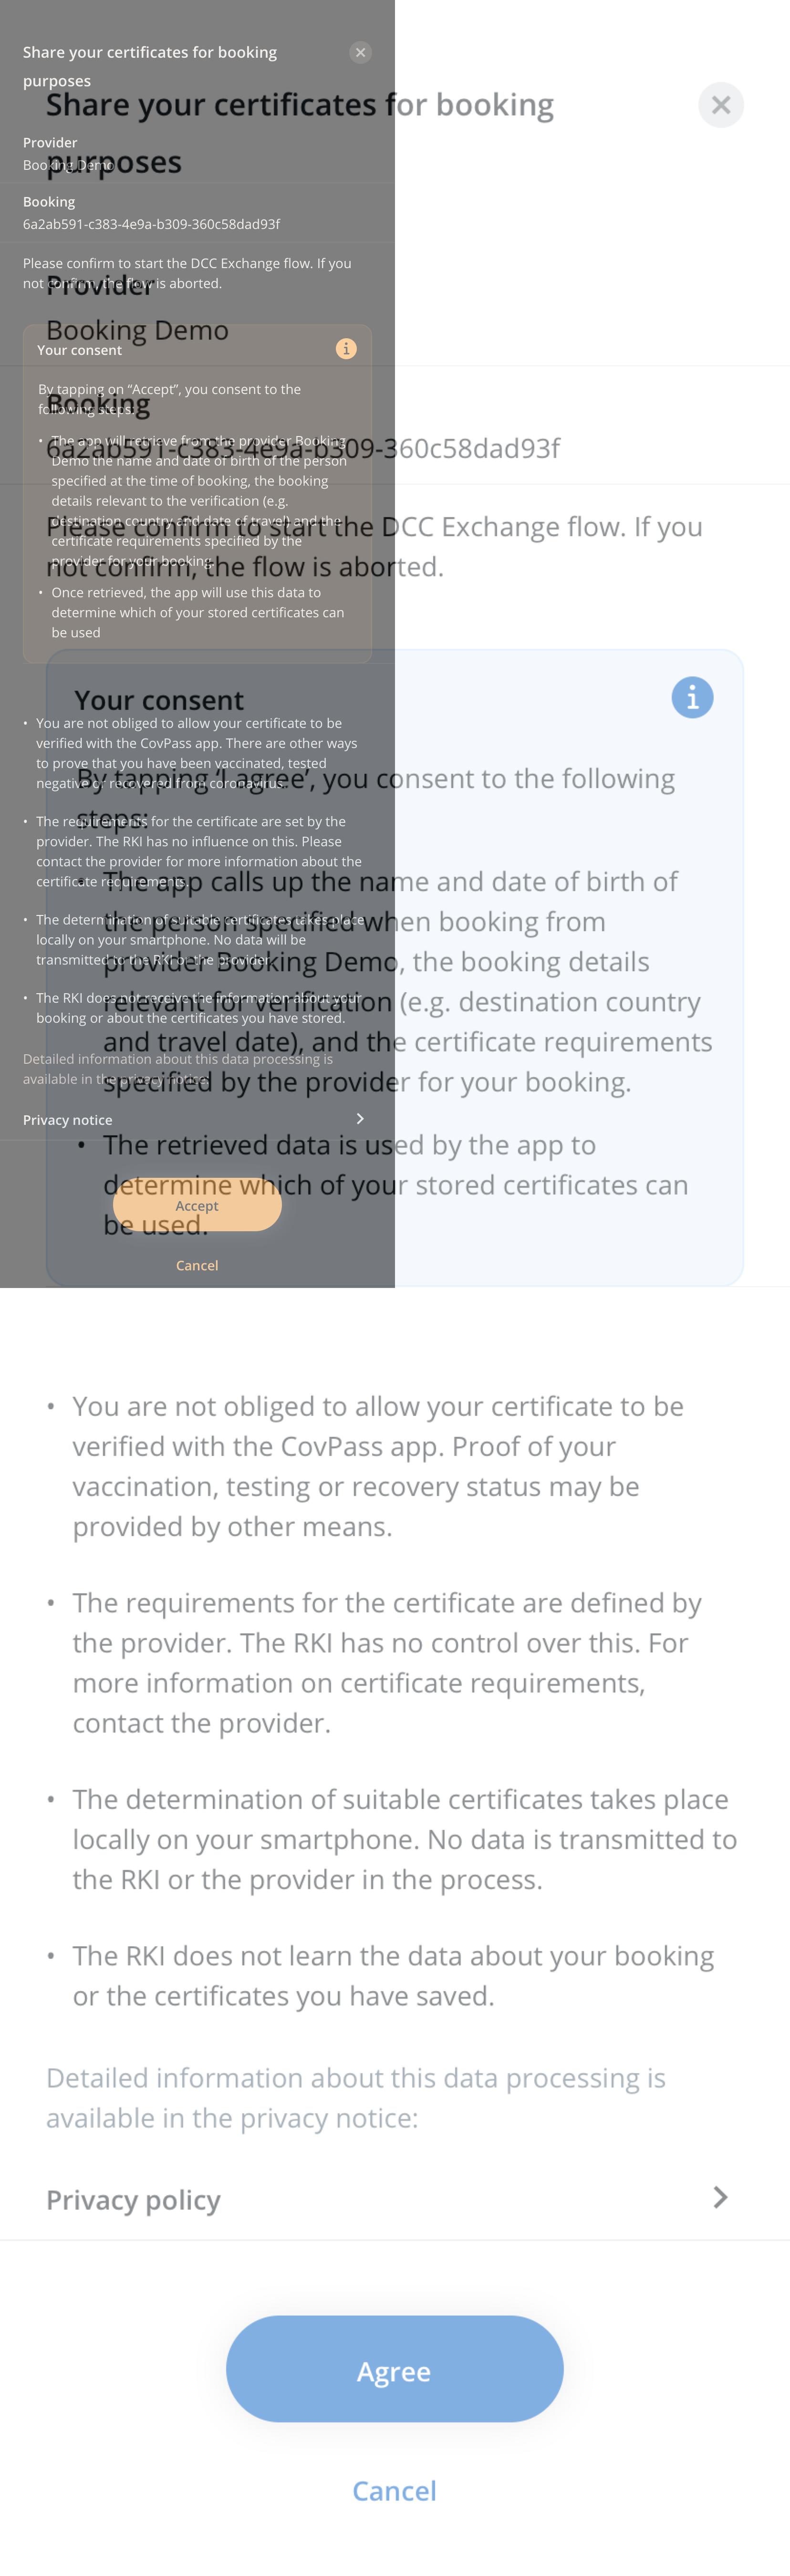 Share your certificates for booking
purposes
Provider
Booking Demo
Booking
6a2ab591-c383-4e9a-b309-360c58dad93f
Please confirm to start the DCC Exchange flow. If you
not confirm, the flow is aborted.
Your consent
By tapping on “Accept”, you consent to the
following steps:
• The app will retrieve from the provider Booking
Demo the name and date of birth of the person
specified at the time of booking, the booking
details relevant to the verification (e.g.
destination country and date of travel) and the
certificate requirements specified by the
provider for your booking.
• Once retrieved, the app will use this data to
determine which of your stored certificates can
be used
• You are not obliged to allow your certificate to be
verified with the CovPass app. There are other ways
to prove that you have been vaccinated, tested
negative or recovered from coronavirus.
• The requirements for the certificate are set by the
provider. The RKI has no influence on this. Please
contact the provider for more information about the
certificate requirements.
• The determination of suitable certificates takes place
locally on your smartphone. No data will be
transmitted to the RKI or the provider.
• The RKI does not receive the information about your
booking or about the certificates you have stored.
Detailed information about this data processing is
available in the privacy notice:
Privacy notice
Accept
Cancel
Share your certificates for booking
purposes
Provider
Booking Demo
Booking
6a2ab591-c383-4e9a-b309-360c58dad93f
Please confirm to start the DCC Exchange flow. If you
not confirm, the flow is aborted.
Your consent
By tapping ‘I agree’, you consent to the following
steps:
• The app calls up the name and date of birth of
the person specified when booking from
provider Booking Demo, the booking details
relevant for verification (e.g. destination country
and travel date), and the certificate requirements
specified by the provider for your booking.
• The retrieved data is used by the app to
determine which of your stored certificates can
be used.
• You are not obliged to allow your certificate to be
verified with the CovPass app. Proof of your
vaccination, testing or recovery status may be
provided by other means.
• The requirements for the certificate are defined by
the provider. The RKI has no control over this. For
more information on certificate requirements,
contact the provider.
• The determination of suitable certificates takes place
locally on your smartphone. No data is transmitted to
the RKI or the provider in the process.
• The RKI does not learn the data about your booking
or the certificates you have saved.
Detailed information about this data processing is
available in the privacy notice:
Privacy policy
Agree
Cancel